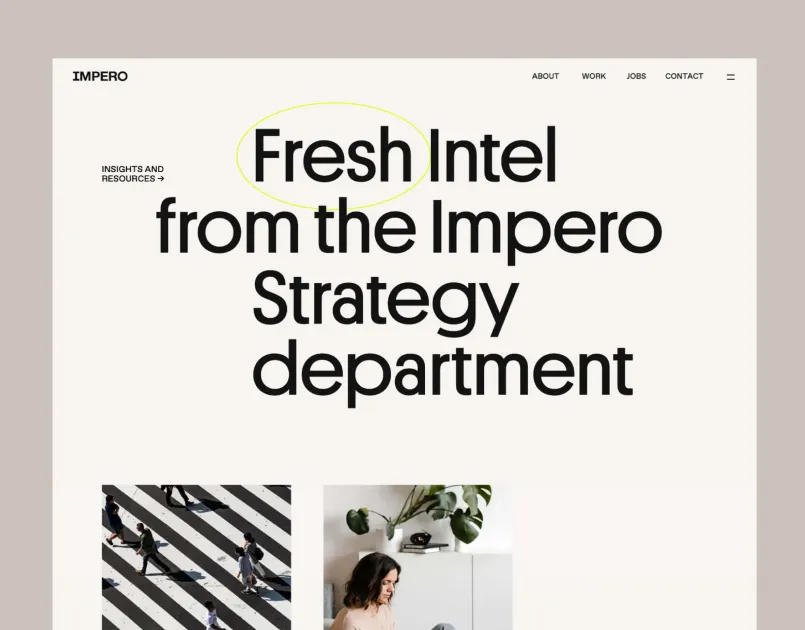 IMPERO
ABOUT WORK JOBS CONTACT
INSIGHTS AND
RESOURCES →
Fresh Intel
from the Impero
Strategy
department